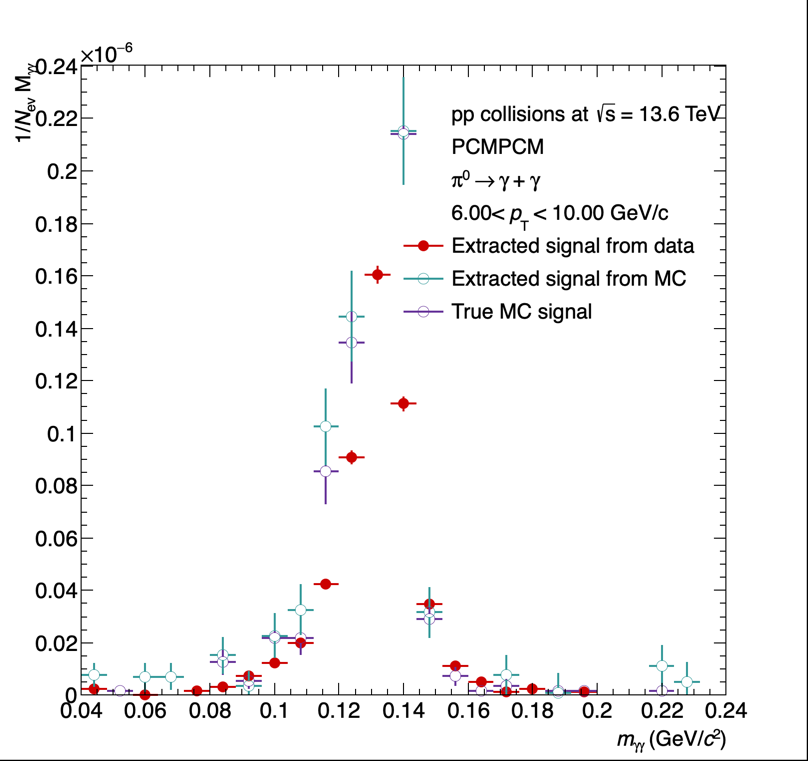 ×10⁻⁶
1/N_ev M_γγ
0.24
0.22
0.2
0.18
0.16
0.14
0.12
0.1
0.08
0.06
0.04
0.02
0
pp collisions at √s = 13.6 TeV
PCMPCM
π⁰ → γ + γ
6.00< p_T < 10.00 GeV/c
Extracted signal from data
Extracted signal from MC
True MC signal
0.04 0.06 0.08 0.1 0.12 0.14 0.16 0.18 0.2 0.22 0.24
m_γγ (GeV/c²)